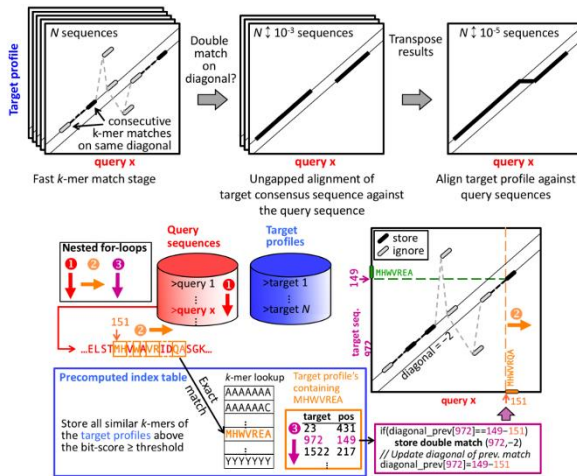 Target profile
N sequences
consecutive
k-mer matches
on same diagonal
query x
Fast k-mer match stage
Double
match on
diagonal?
N ↕ 10-3 sequences
query x
Ungapped alignment of
target consensus sequence against
the query sequence
Transpose
results
N ↕ 10-5 sequences
query x
Align target profile against
query sequences
Nested for-loops
1 2 3
Query
sequences
>query 1
⋮
>query x
⋮
1
Target
profiles
>target 1
⋮
>target N
151
2
…ELSTMHVWAVRIDQASGK…
Precomputed index table
Store all similar k-mers of
the target profiles above
the bit-score ≥ threshold
Exact
match
k-mer lookup
AAAAAAA
AAAAAAC
⋮
MHWVREA
⋮
YYYYYYY
Target profile's
containing
MHWVREA
target pos
23 431
972 149
1522 217
3
store
ignore
MHWVREA
149
target seq. 972
diagonal = −2
2
MHWVRQA
query x
151
if(diagonal_prev[972]==149−151)
store double match (972,−2)
// Update diagonal of prev. match
diagonal_prev[972]=149−151